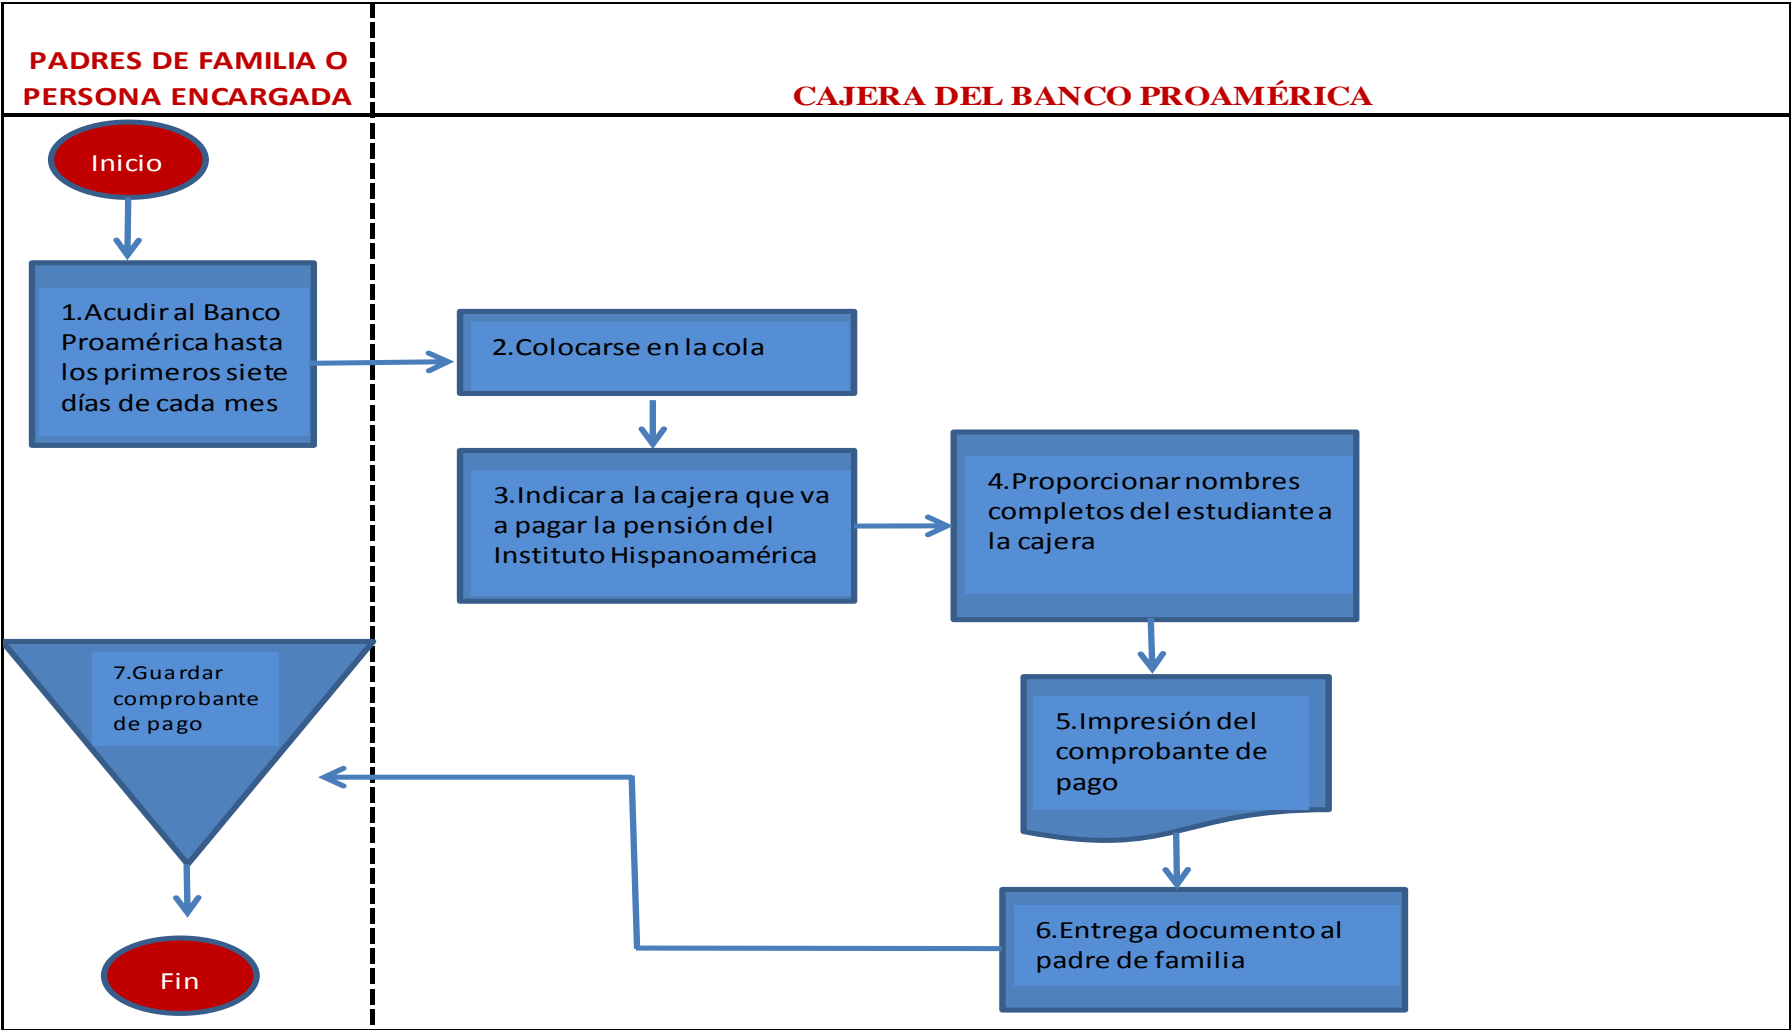 PADRES DE FAMILIA O
PERSONA ENCARGADA
CAJERA DEL BANCO PROAMÉRICA
Inicio
1.Acudir al Banco
Proamérica hasta
los primeros siete
días de cada mes
2.Colocarse en la cola
3.Indicar a la cajera que va
a pagar la pensión del
Instituto Hispanoamérica
4.Proporcionar nombres
completos del estudiante a
la cajera
5.Impresión del
comprobante de
pago
6.Entrega documento al
padre de familia
7.Guardar
comprobante
de pago
Fin